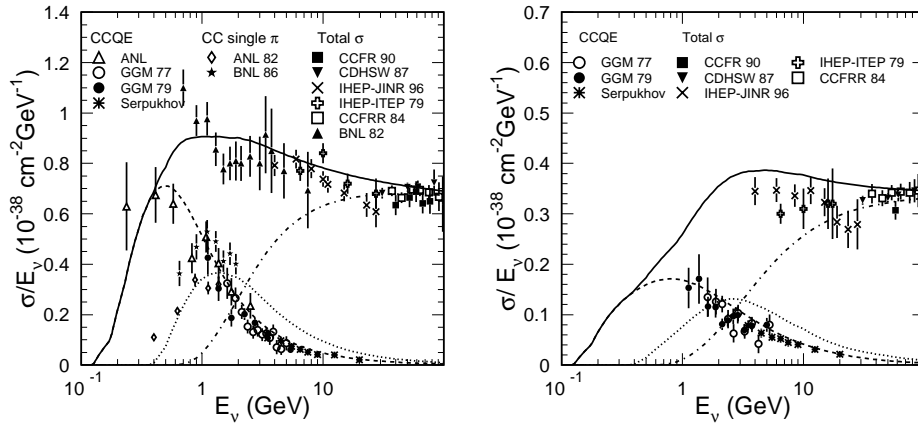 CCQE
ANL
GGM 77
GGM 79
Serpukhov
CC single π
ANL 82
BNL 86
Total σ
CCFR 90
CDHSW 87
IHEP-JINR 96
IHEP-ITEP 79
CCFRR 84
BNL 82
1.4
1.2
1
0.8
0.6
0.4
0.2
0
σ/Eν (10⁻³⁸ cm⁻²GeV⁻¹)
10⁻¹ 1 10
Eν (GeV)
CCQE
GGM 77
GGM 79
Serpukhov
Total σ
CCFR 90
CDHSW 87
IHEP-JINR 96
IHEP-ITEP 79
CCFRR 84
0.7
0.6
0.5
0.4
0.3
0.2
0.1
0
σ/ Eν (10⁻³⁸ cm⁻²GeV⁻¹)
10⁻¹ 1 10
Eν (GeV)